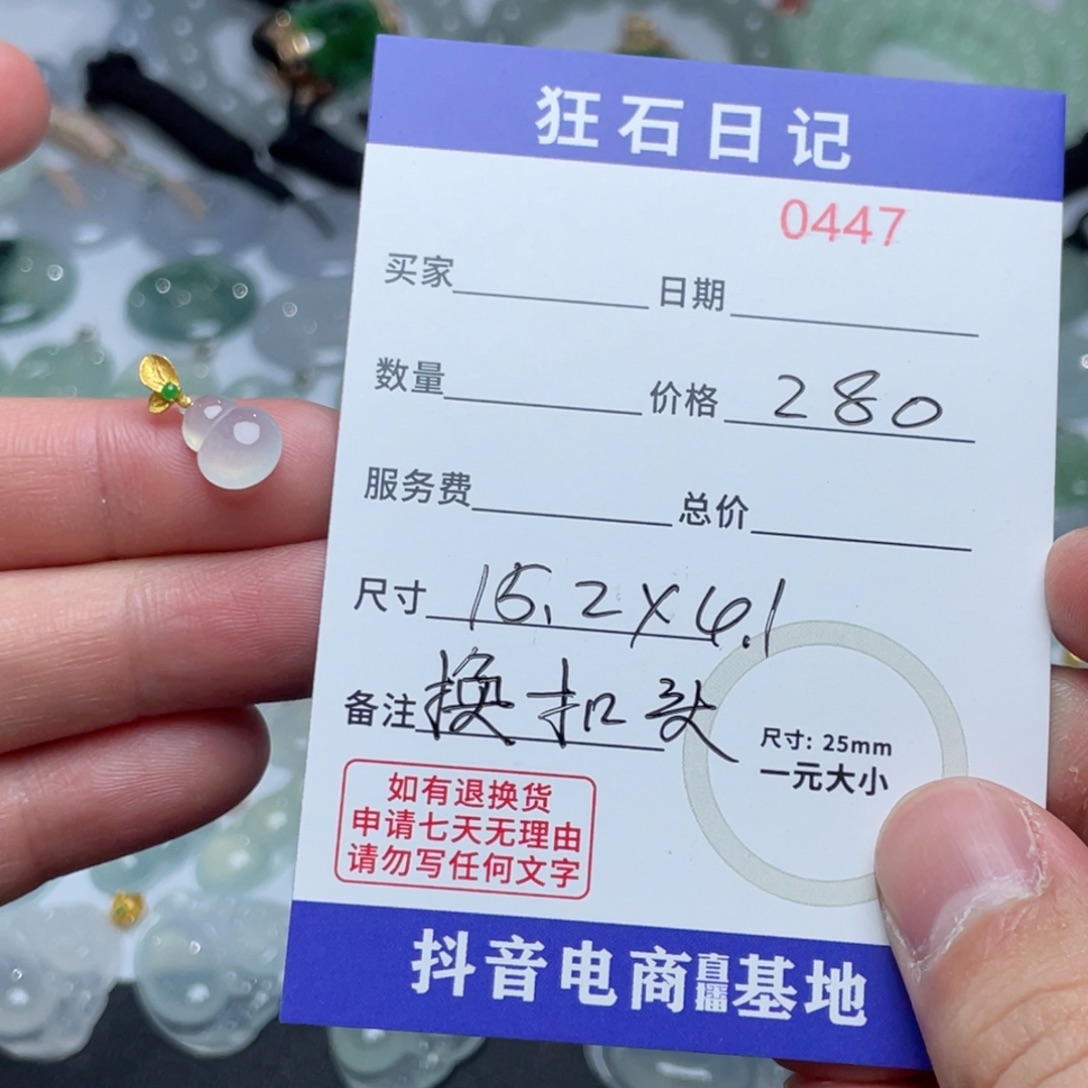 狂石日记
0447
买家 日期
数量 价格 280
服务费 总价
尺寸 15.2×6.1
备注 换扣头
尺寸: 25mm
一元大小
如有退换货
申请七天无理由
请勿写任何文字
抖音电商直播基地